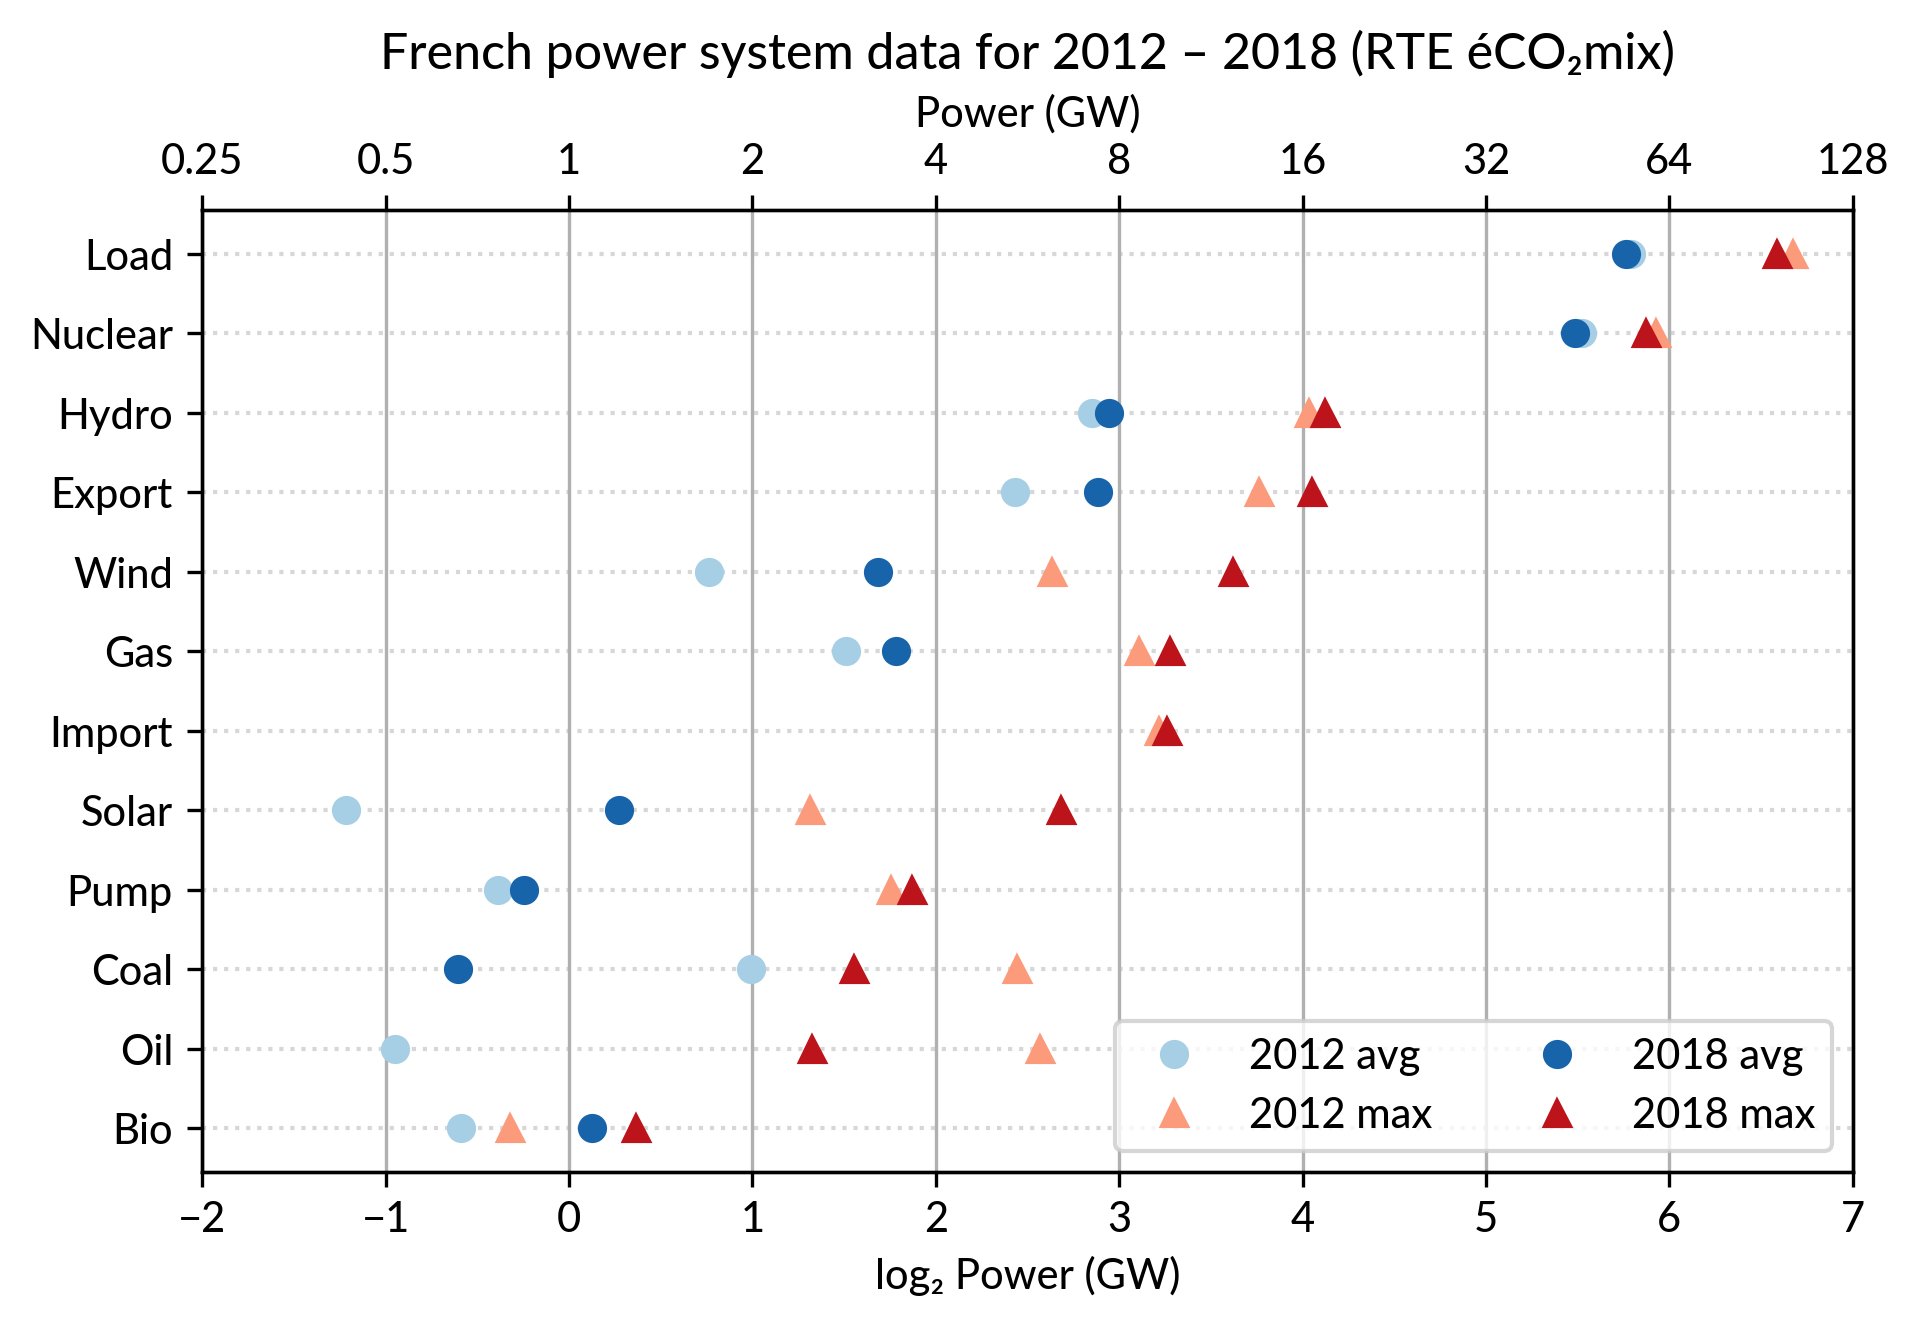 French power system data for 2012 – 2018 (RTE éCO₂mix)
Power (GW)
0.25 0.5 1 2 4 8 16 32 64 128
Load
Nuclear
Hydro
Export
Wind
Gas
Import
Solar
Pump
Coal
Oil
Bio
2012 avg 2018 avg
2012 max 2018 max
−2 −1 0 1 2 3 4 5 6 7
log₂ Power (GW)